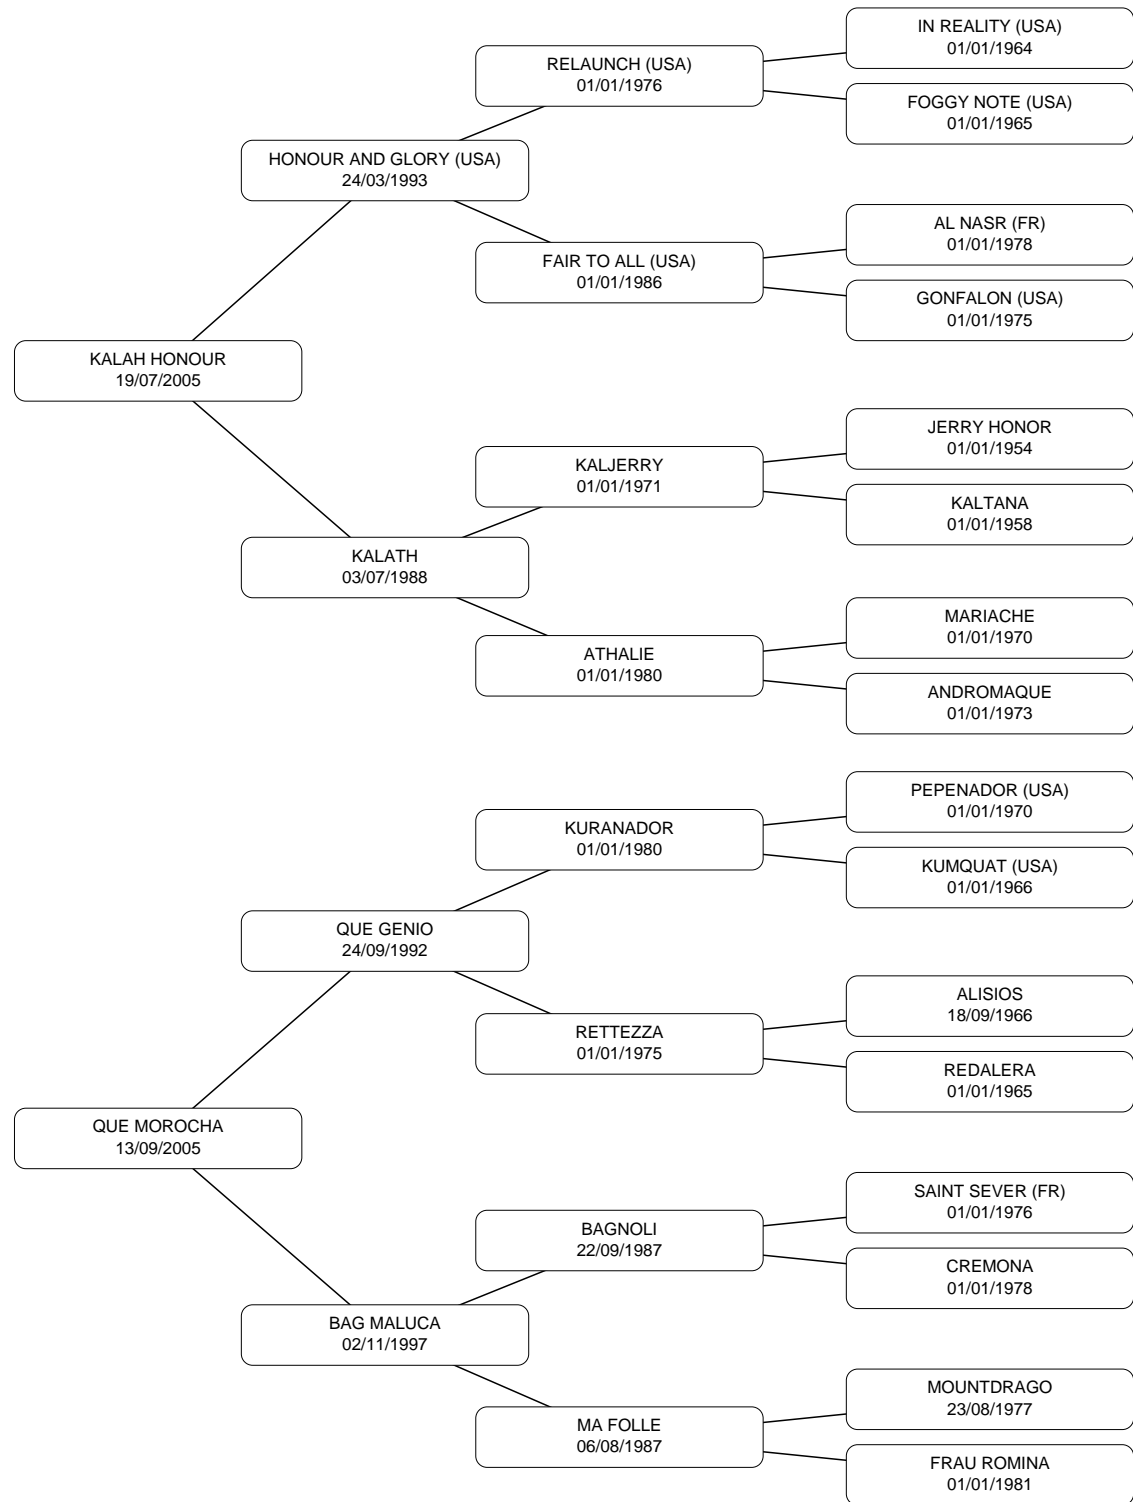 IN REALITY (USA)
01/01/1964
RELAUNCH (USA)
01/01/1976
FOGGY NOTE (USA)
01/01/1965
HONOUR AND GLORY (USA)
24/03/1993
AL NASR (FR)
01/01/1978
FAIR TO ALL (USA)
01/01/1986
GONFALON (USA)
01/01/1975
KALAH HONOUR
19/07/2005
JERRY HONOR
01/01/1954
KALJERRY
01/01/1971
KALTANA
01/01/1958
KALATH
03/07/1988
MARIACHE
01/01/1970
ATHALIE
01/01/1980
ANDROMAQUE
01/01/1973
PEPENADOR (USA)
01/01/1970
KURANADOR
01/01/1980
KUMQUAT (USA)
01/01/1966
QUE GENIO
24/09/1992
ALISIOS
18/09/1966
RETTEZZA
01/01/1975
REDALERA
01/01/1965
QUE MOROCHA
13/09/2005
SAINT SEVER (FR)
01/01/1976
BAGNOLI
22/09/1987
CREMONA
01/01/1978
BAG MALUCA
02/11/1997
MOUNTDRAGO
23/08/1977
MA FOLLE
06/08/1987
FRAU ROMINA
01/01/1981